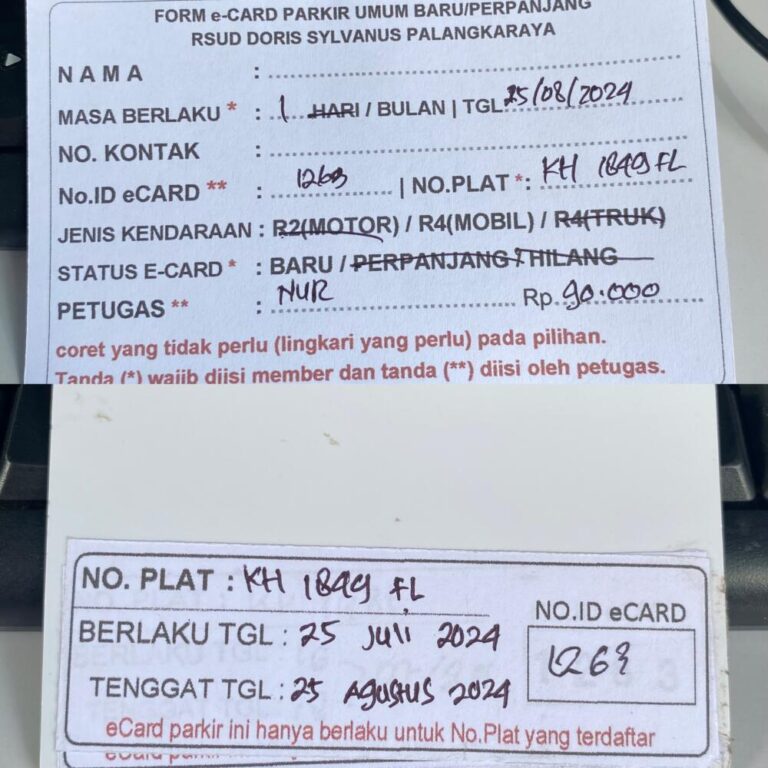 FORM e-CARD PARKIR UMUM BARU/PERPANJANG
RSUD DORIS SYLVANUS PALANGKARAYA
NAMA :
MASA BERLAKU * : 1 HARI / BULAN | TGL 25/08/2024
NO. KONTAK :
No.ID eCARD ** : 1263 | NO.PLAT *: KH 1849 FL
JENIS KENDARAAN : R2(MOTOR) / R4(MOBIL) / R4(TRUK)
STATUS E-CARD * : BARU / PERPANJANG / HILANG
PETUGAS ** : NUR Rp. 90.000
coret yang tidak perlu (lingkari yang perlu) pada pilihan.
Tanda (*) wajib diisi member dan tanda (**) diisi oleh petugas.
NO. PLAT : KH 1849 FL
BERLAKU TGL : 25 Juli 2024
TENGGAT TGL : 25 AGUSTUS 2024
NO.ID eCARD
1263
eCard parkir ini hanya berlaku untuk No.Plat yang terdaftar